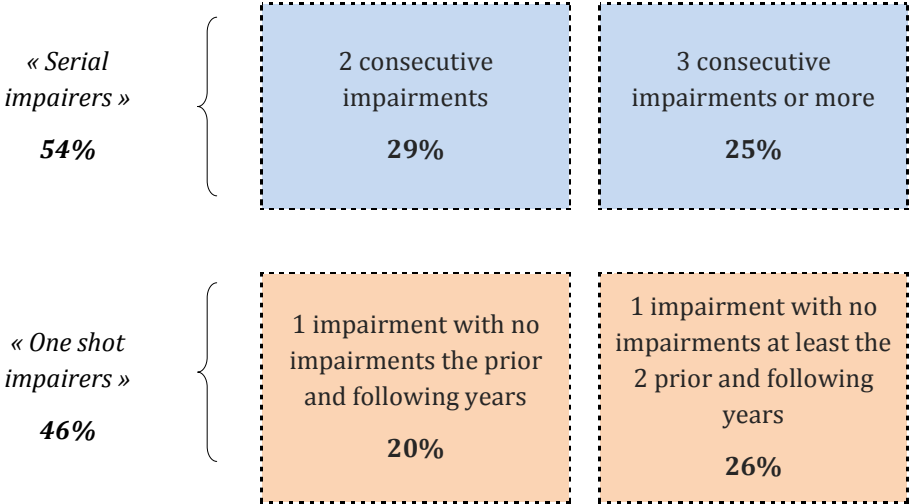 « Serial
impairers »
54%
2 consecutive
impairments
29%
3 consecutive
impairments or more
25%
« One shot
impairers »
46%
1 impairment with no
impairments the prior
and following years
20%
1 impairment with no
impairments at least the
2 prior and following
years
26%